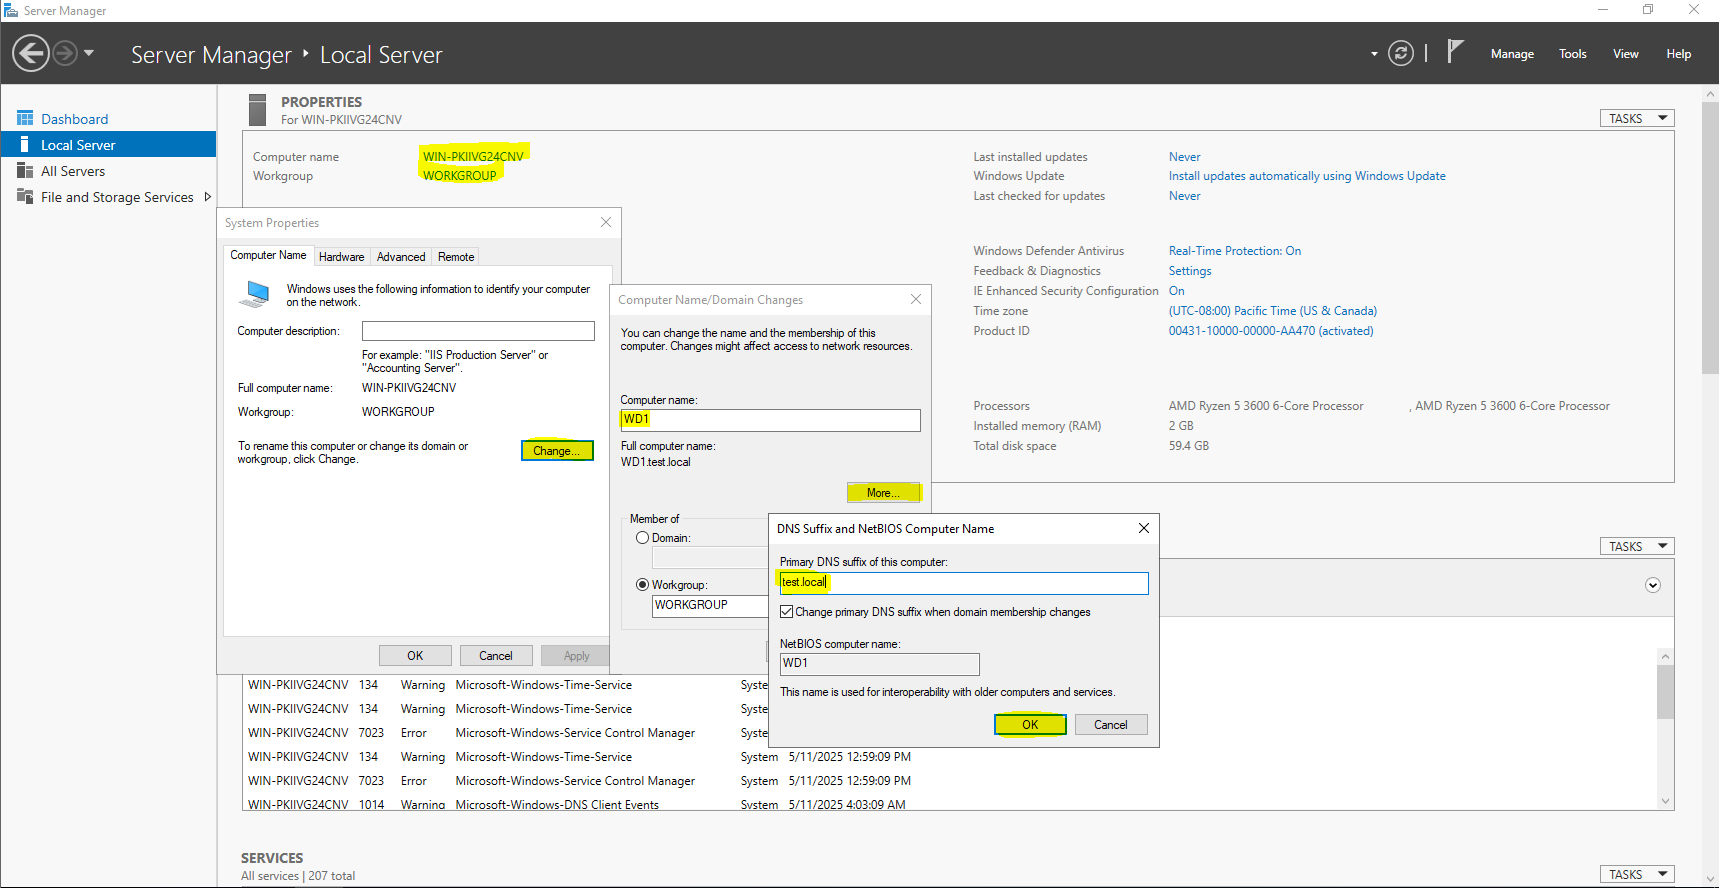 Server Manager
Server Manager ‣ Local Server
Manage Tools View Help
Dashboard
Local Server
All Servers
File and Storage Services
PROPERTIES
For WIN-PKIIVG24CNV
TASKS
Computer name WIN-PKIIVG24CNV
Workgroup WORKGROUP
Last installed updates Never
Windows Update Install updates automatically using Windows Update
Last checked for updates Never
Windows Defender Antivirus Real-Time Protection: On
Feedback & Diagnostics Settings
IE Enhanced Security Configuration On
Time zone (UTC-08:00) Pacific Time (US & Canada)
Product ID 00431-10000-00000-AA470 (activated)
Processors AMD Ryzen 5 3600 6-Core Processor , AMD Ryzen 5 3600 6-Core Processor
Installed memory (RAM) 2 GB
Total disk space 59.4 GB
System Properties
Computer Name Hardware Advanced Remote
Windows uses the following information to identify your computer
on the network.
Computer description:
For example: "IIS Production Server" or
"Accounting Server".
Full computer name: WIN-PKIIVG24CNV
Workgroup: WORKGROUP
To rename this computer or change its domain or
workgroup, click Change.
Change...
OK Cancel Apply
Computer Name/Domain Changes
You can change the name and the membership of this
computer. Changes might affect access to network resources.
Computer name:
WD1
Full computer name:
WD1.test.local
More...
Member of
Domain:
Workgroup:
WORKGROUP
DNS Suffix and NetBIOS Computer Name
Primary DNS suffix of this computer:
test.local
Change primary DNS suffix when domain membership changes
NetBIOS computer name:
WD1
This name is used for interoperability with older computers and services.
OK Cancel
TASKS
WIN-PKIIVG24CNV 134 Warning Microsoft-Windows-Time-Service Syste
WIN-PKIIVG24CNV 134 Warning Microsoft-Windows-Time-Service Syste
WIN-PKIIVG24CNV 7023 Error Microsoft-Windows-Service Control Manager Syste
WIN-PKIIVG24CNV 134 Warning Microsoft-Windows-Time-Service System 5/11/2025 12:59:09 PM
WIN-PKIIVG24CNV 7023 Error Microsoft-Windows-Service Control Manager System 5/11/2025 12:59:09 PM
WIN-PKIIVG24CNV 1014 Warning Microsoft-Windows-DNS Client Events System 5/11/2025 4:03:09 AM
SERVICES
All services | 207 total
TASKS